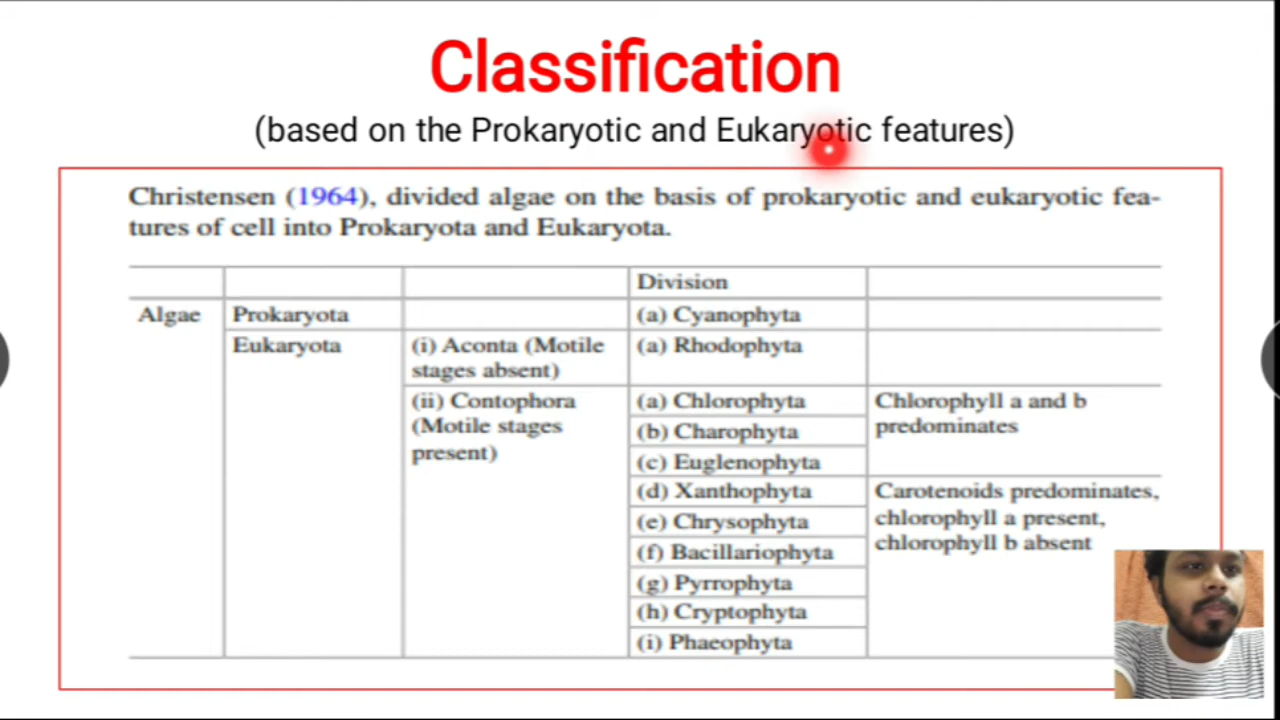 Classification
(based on the Prokaryotic and Eukaryotic features)
Christensen (1964), divided algae on the basis of prokaryotic and eukaryotic fea-
tures of cell into Prokaryota and Eukaryota.
Division
Algae Prokaryota (a) Cyanophyta
Eukaryota (i) Aconta (Motile (a) Rhodophyta
stages absent)
(ii) Contophora (a) Chlorophyta Chlorophyll a and b
(Motile stages (b) Charophyta predominates
present) (c) Euglenophyta
(d) Xanthophyta Carotenoids predominates,
(e) Chrysophyta chlorophyll a present,
(f) Bacillariophyta chlorophyll b absent
(g) Pyrrophyta
(h) Cryptophyta
(i) Phaeophyta